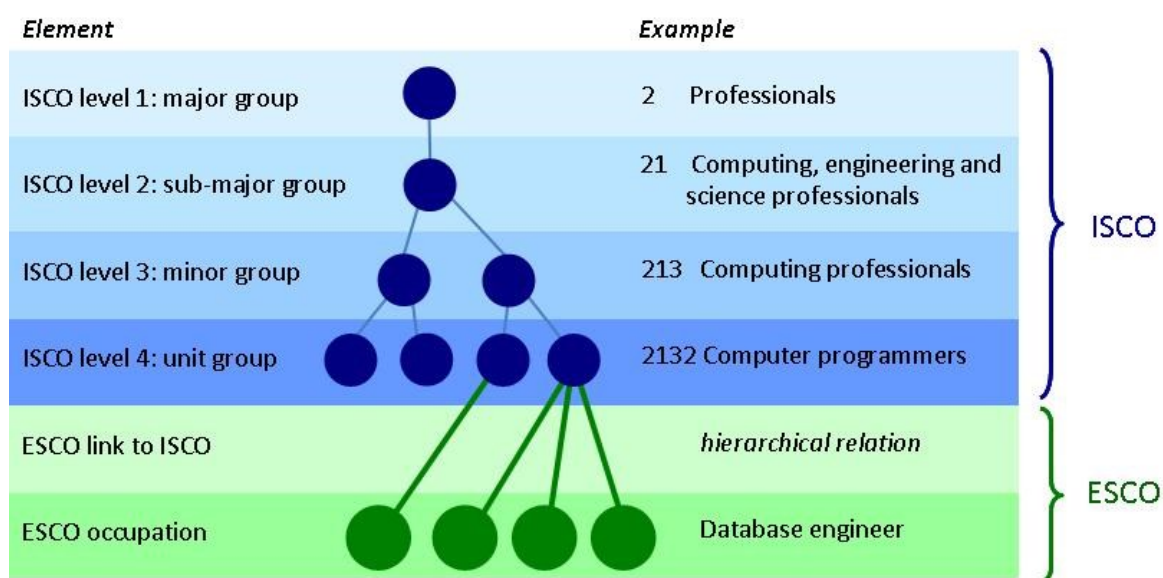 Element Example
ISCO level 1: major group 2 Professionals
ISCO level 2: sub-major group 21 Computing, engineering and
science professionals
ISCO level 3: minor group 213 Computing professionals
ISCO level 4: unit group 2132 Computer programmers
ISCO
ESCO link to ISCO hierarchical relation
ESCO occupation Database engineer
ESCO